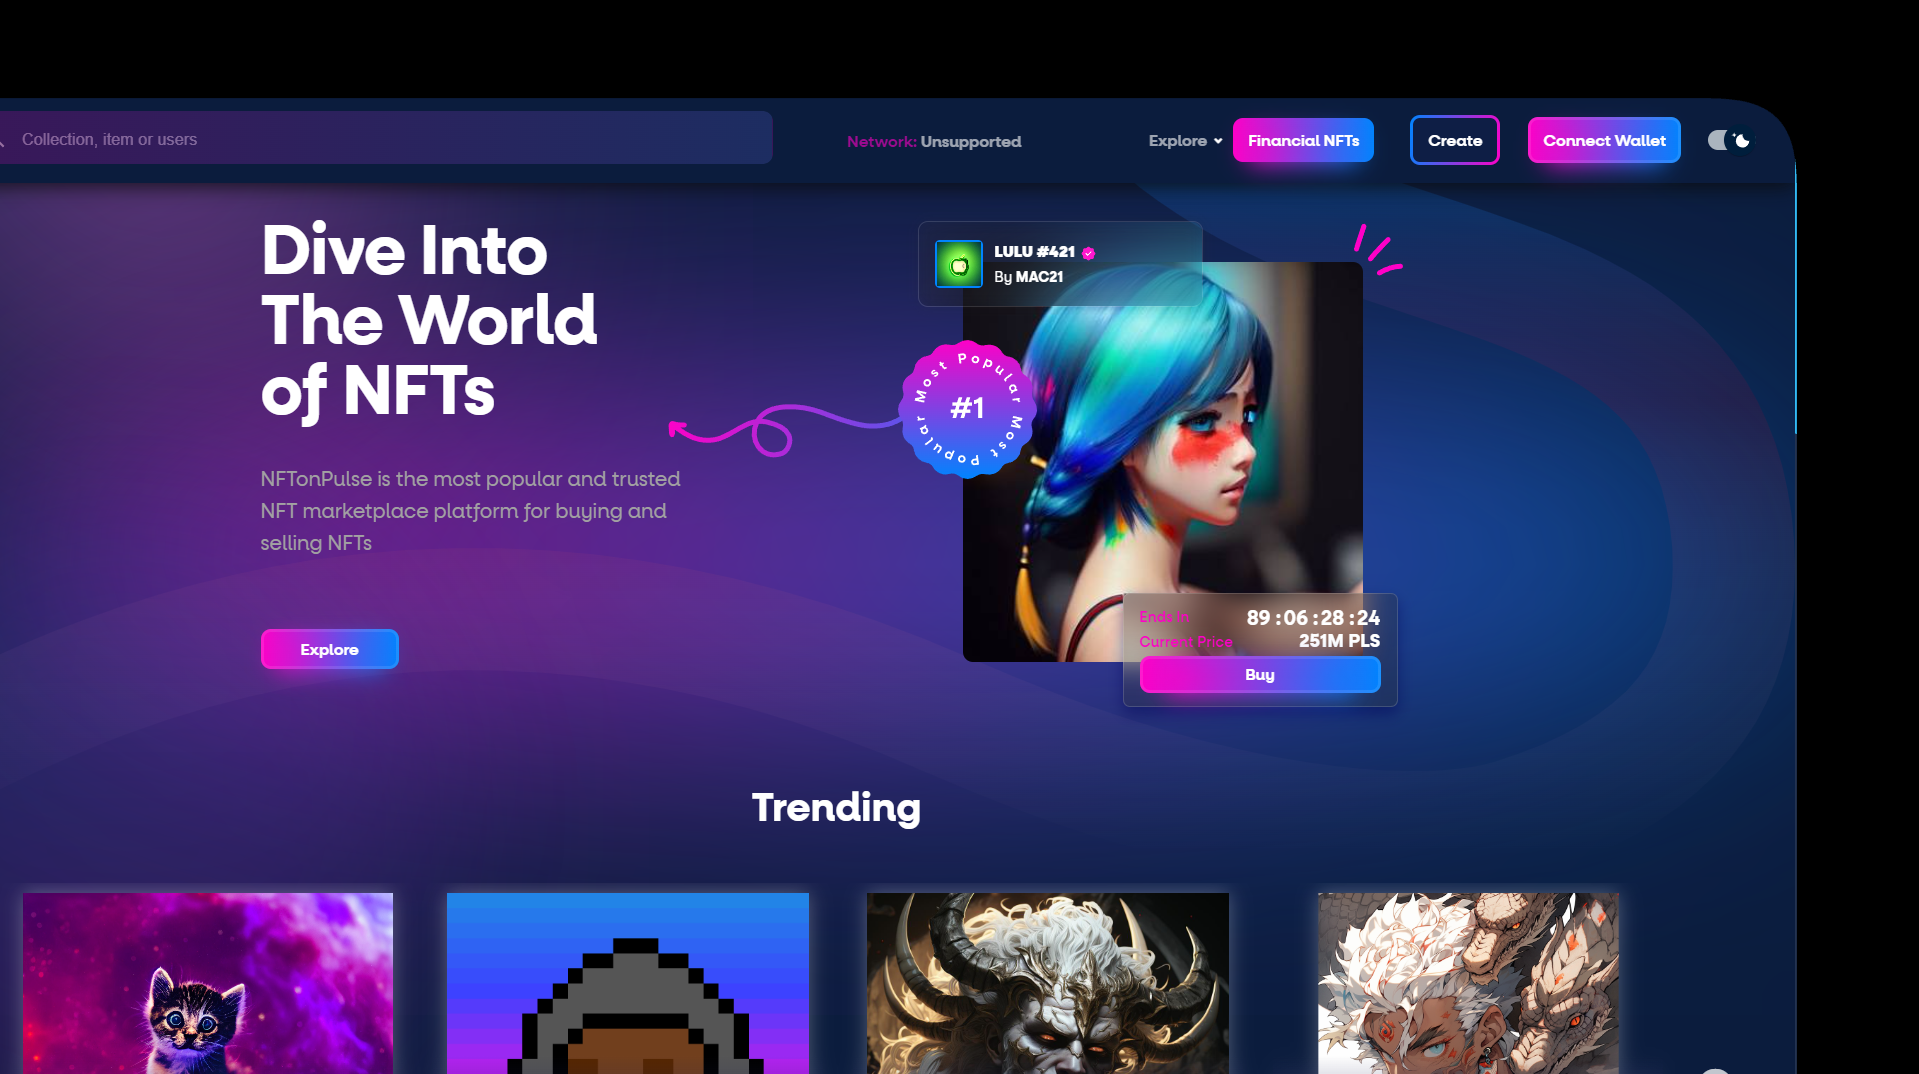 Collection, item or users
Network: Unsupported
Explore
Financial NFTs
Create
Connect Wallet
Dive Into
The World
of NFTs
NFTonPulse is the most popular and trusted
NFT marketplace platform for buying and
selling NFTs
Explore
LULU #421
By MAC21
Most Popular Most Popular
#1
Ends in
89 : 06 : 28 : 24
Current Price
251M PLS
Buy
Trending